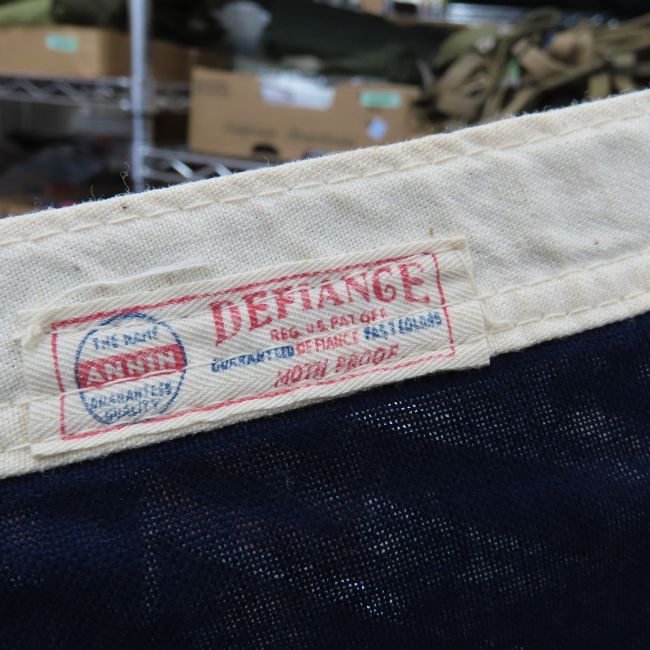 THE NAME
ANNIN
GUARANTEES
QUALITY
DEFIANCE
REG. U.S. PAT. OFF.
GUARANTEED DEFIANCE FAST COLORS
MOTH PROOF